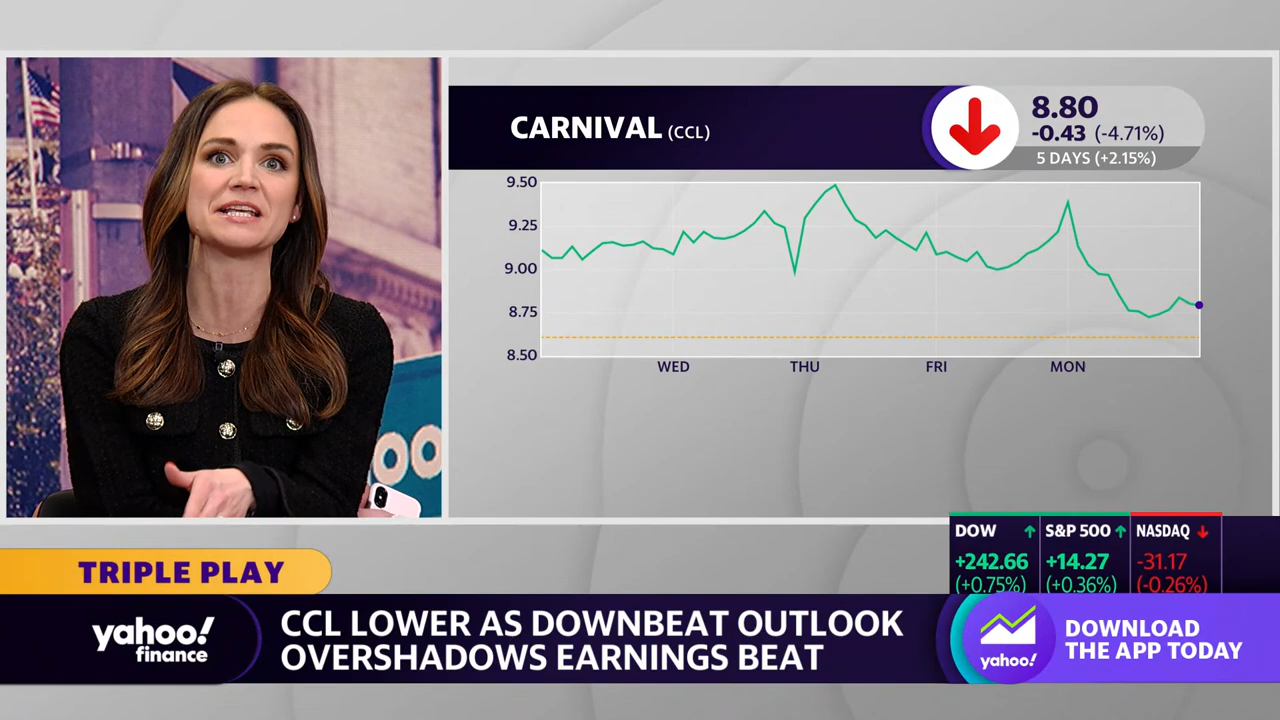 CARNIVAL (CCL)
8.80
-0.43 (-4.71%)
5 DAYS (+2.15%)
9.50
9.25
9.00
8.75
8.50
WED THU FRI MON
oo
DOW S&P 500 NASDAQ
+242.66 +14.27 -31.17
(+0.75%) (+0.36%) (-0.26%)
TRIPLE PLAY
yahoo!
finance
CCL LOWER AS DOWNBEAT OUTLOOK
OVERSHADOWS EARNINGS BEAT
yahoo!
DOWNLOAD
THE APP TODAY